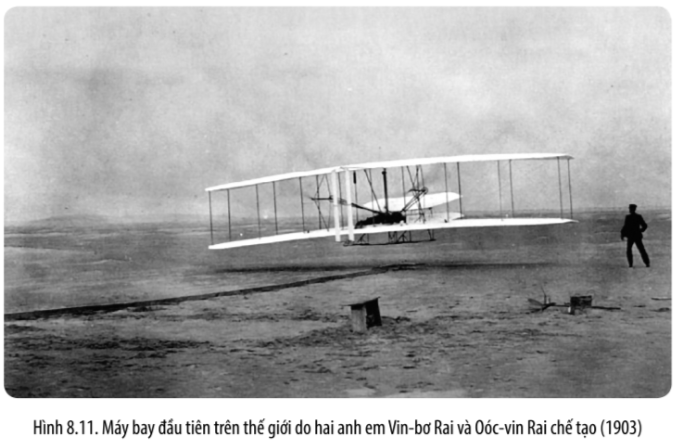 Hình 8.11. Máy bay đầu tiên trên thế giới do hai anh em Vin-bơ Rai và Oóc-vin Rai chế tạo (1903)